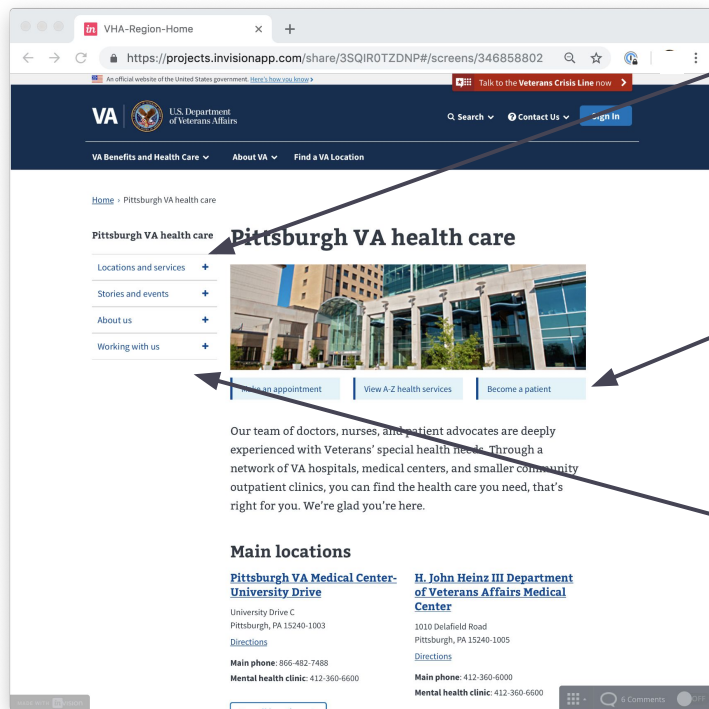 VHA-Region-Home
https://projects.invisionapp.com/share/3SQIR0TZDNP#/screens/346858802
An official website of the United States government. Here's how you know >
Talk to the Veterans Crisis Line now
VA
U.S. Department
of Veterans Affairs
Search
Contact Us
Sign In
VA Benefits and Health Care
About VA
Find a VA Location
Home › Pittsburgh VA health care
Pittsburgh VA health care
Locations and services +
Stories and events +
About us +
Working with us +
Pittsburgh VA health care
Make an appointment
View A-Z health services
Become a patient
Our team of doctors, nurses, and patient advocates are deeply
experienced with Veterans' special health needs. Through a
network of VA hospitals, medical centers, and smaller community
outpatient clinics, you can find the health care you need, that's
right for you. We're glad you're here.
Main locations
Pittsburgh VA Medical Center-
University Drive
University Drive C
Pittsburgh, PA 15240-1003
Directions
Main phone: 866-482-7488
Mental health clinic: 412-360-6600
H. John Heinz III Department
of Veterans Affairs Medical
Center
1010 Delafield Road
Pittsburgh, PA 15240-1005
Directions
Main phone: 412-360-6000
Mental health clinic: 412-360-6600
6 Comments
OFF